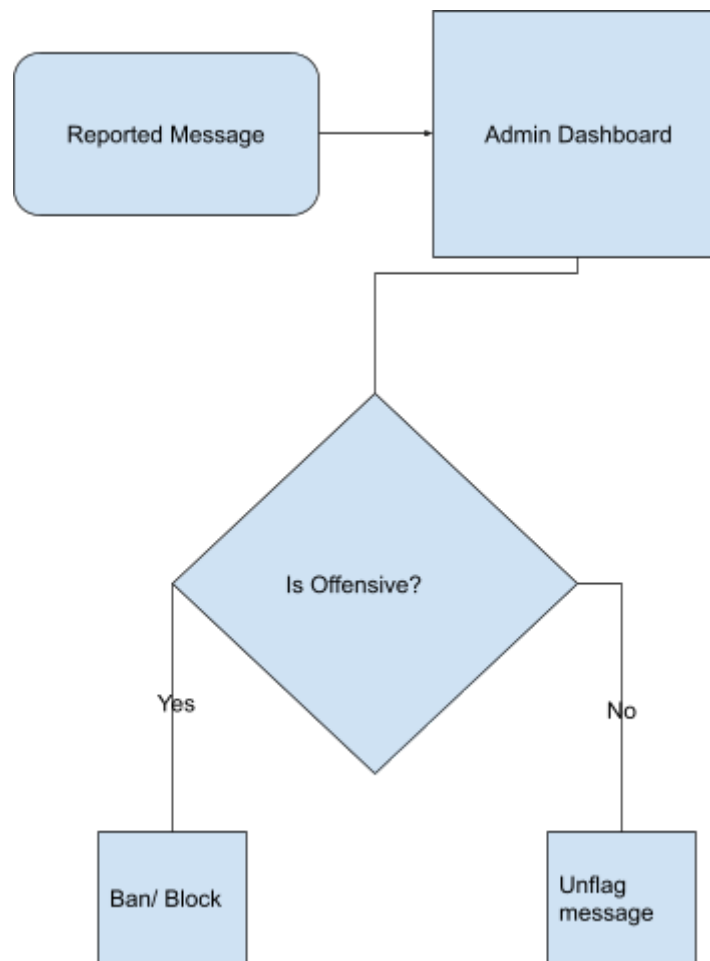 Reported Message
Admin Dashboard
Is Offensive?
Yes
No
Ban/ Block
Unflag
message